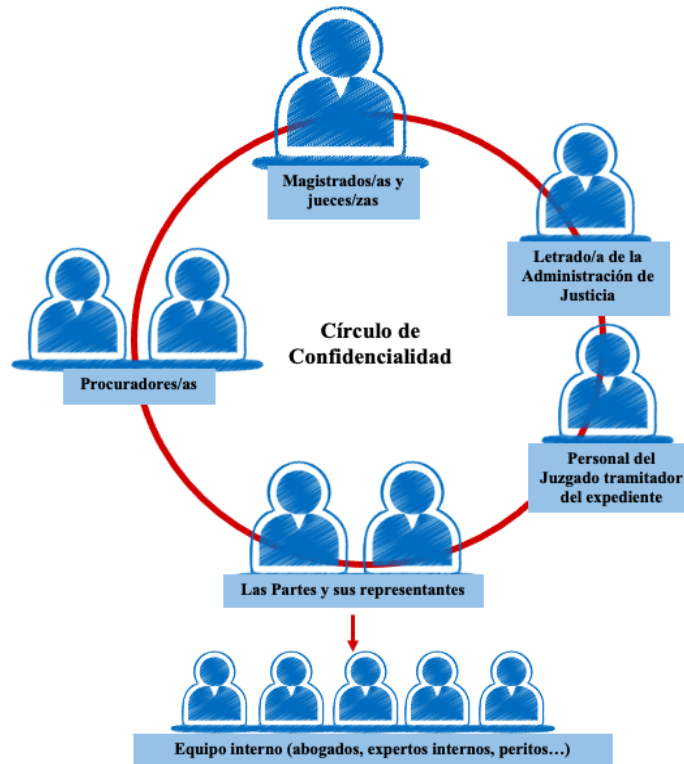 Magistrados/as y
jueces/zas
Letrado/a de la
Administración de
Justicia
Círculo de
Confidencialidad
Procuradores/as
Personal del
Juzgado tramitador
del expediente
Las Partes y sus representantes
Equipo interno (abogados, expertos internos, peritos…)